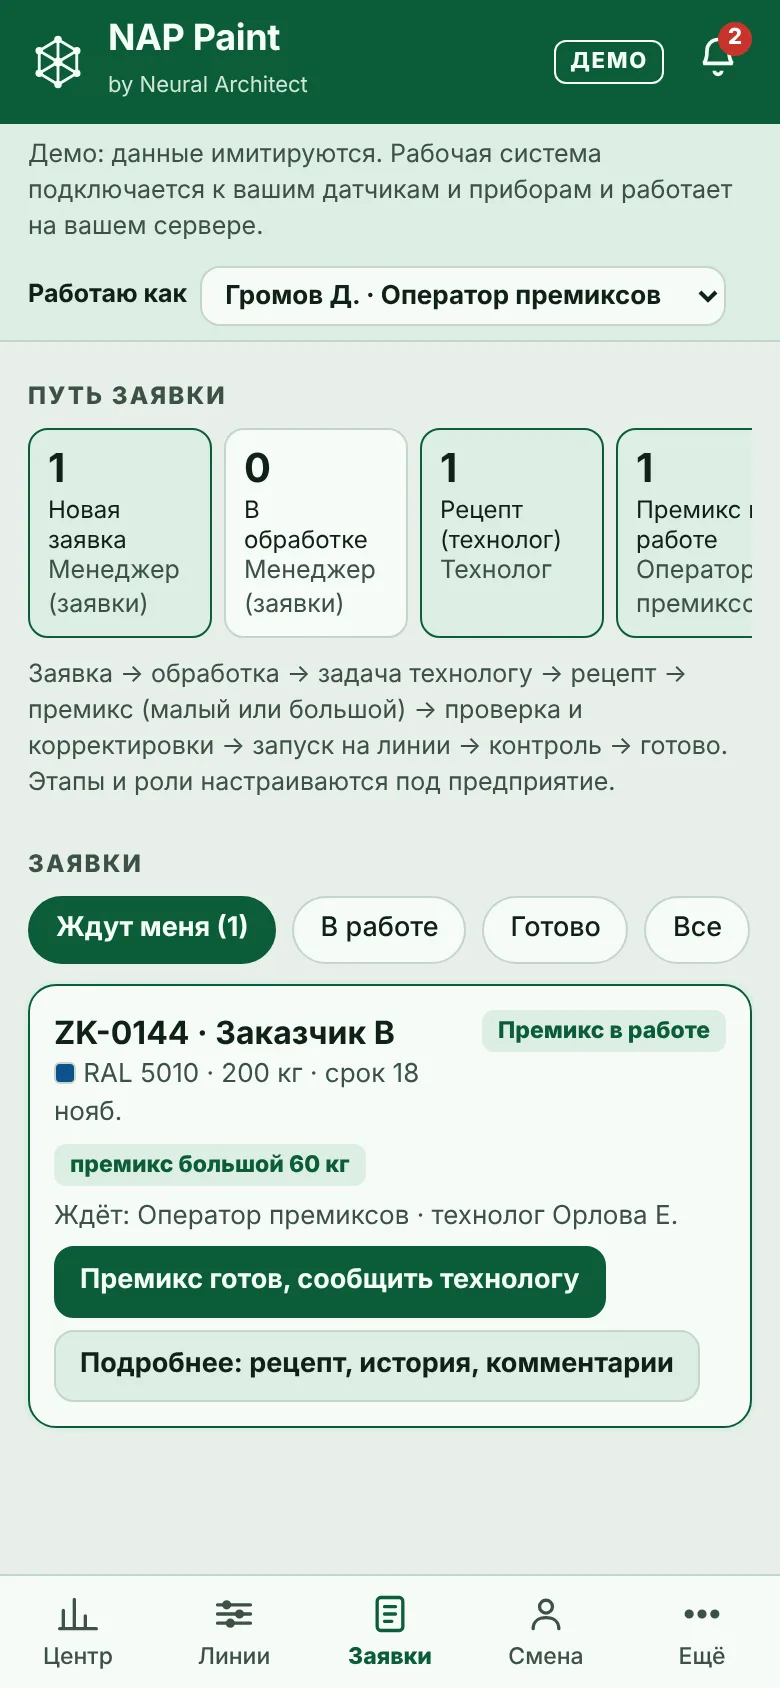 NAP Paint
by Neural Architect
ДЕМО
2
Демо: данные имитируются. Рабочая система
подключается к вашим датчикам и приборам и работает
на вашем сервере.
Работаю как
Громов Д. · Оператор премиксов
ПУТЬ ЗАЯВКИ
1
Новая
заявка
Менеджер
(заявки)
0
В
обработке
Менеджер
(заявки)
1
Рецепт
(технолог)
Технолог
1
Премикс
работе
Оператор
Заявка → обработка → задача технологу → рецепт →
премикс (малый или большой) → проверка и
корректировки → запуск на линии → контроль → готово.
Этапы и роли настраиваются под предприятие.
ЗАЯВКИ
Ждут меня (1)
В работе
Готово
Все
ZK-0144 · Заказчик В
Премикс в работе
RAL 5010 · 200 кг · срок 18
нояб.
премикс большой 60 кг
Ждёт: Оператор премиксов · технолог Орлова Е.
Премикс готов, сообщить технологу
Подробнее: рецепт, история, комментарии
Центр
Линии
Заявки
Смена
Ещё